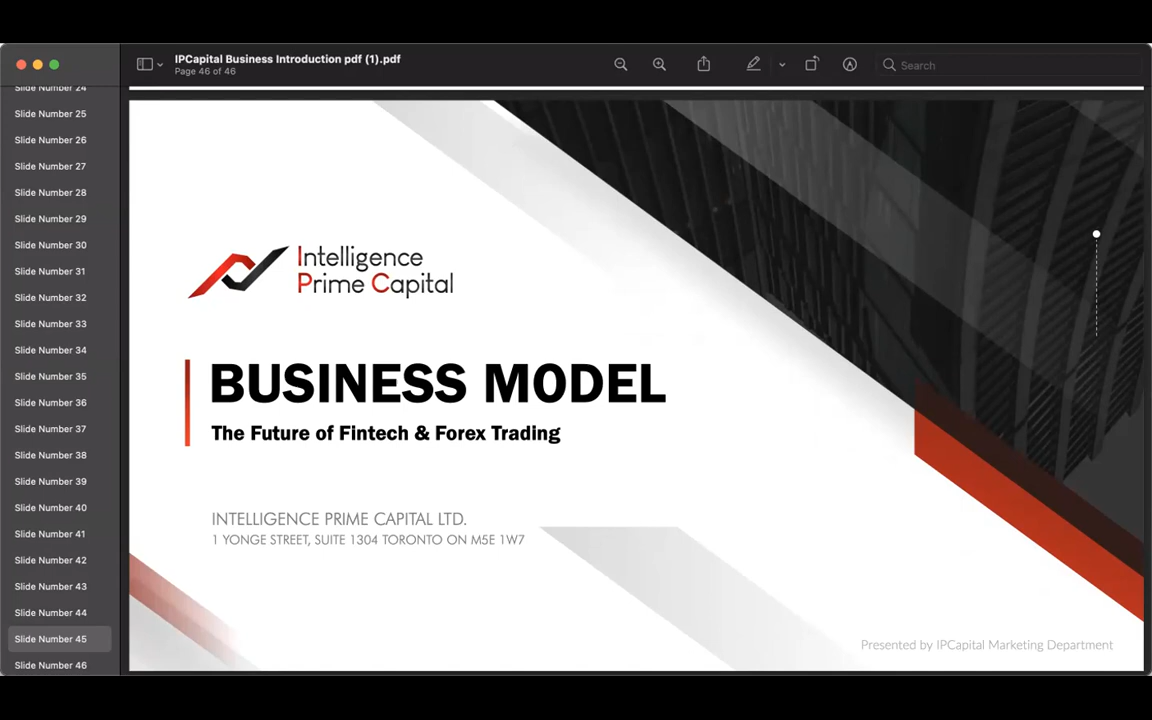 IPCapital Business Introduction pdf (1).pdf
Page 46 of 46
Search
Slide Number 24
Slide Number 25
Slide Number 26
Slide Number 27
Slide Number 28
Slide Number 29
Slide Number 30
Slide Number 31
Slide Number 32
Slide Number 33
Slide Number 34
Slide Number 35
Slide Number 36
Slide Number 37
Slide Number 38
Slide Number 39
Slide Number 40
Slide Number 41
Slide Number 42
Slide Number 43
Slide Number 44
Slide Number 45
Slide Number 46
Intelligence
Prime Capital
BUSINESS MODEL
The Future of Fintech & Forex Trading
INTELLIGENCE PRIME CAPITAL LTD.
1 YONGE STREET, SUITE 1304 TORONTO ON M5E 1W7
Presented by IPCapital Marketing Department